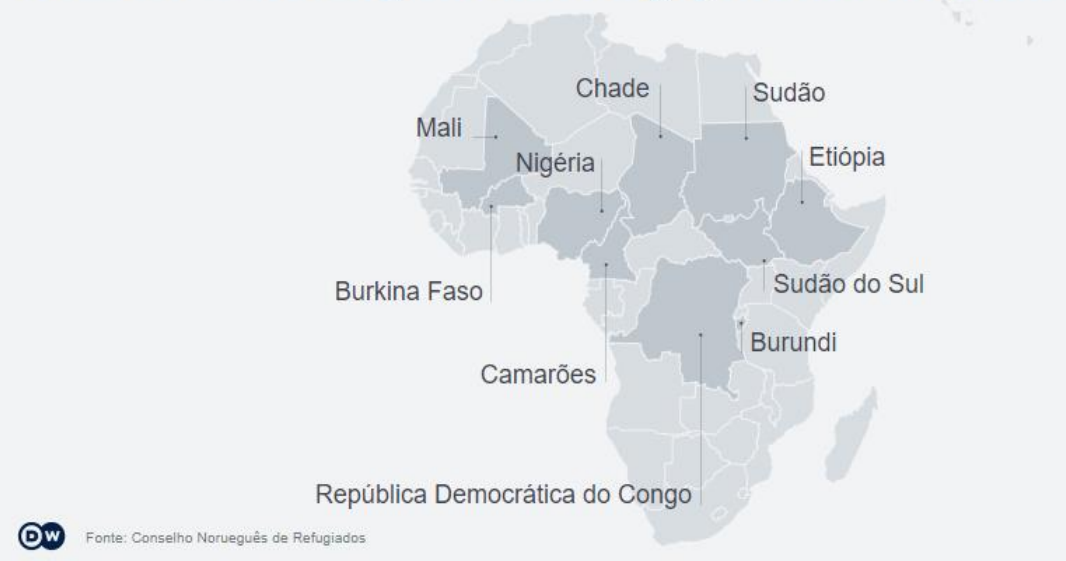 Chade
Sudão
Mali
Nigéria
Etiópia
Burkina Faso
Sudão do Sul
Burundi
Camarões
República Democrática do Congo
DW
Fonte: Conselho Norueguês de Refugiados